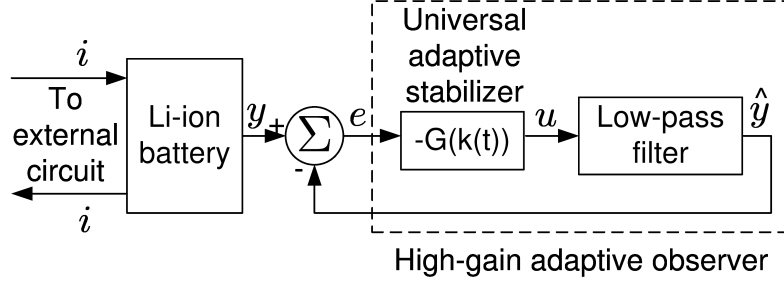 Universal
adaptive
stabilizer
i
To
external
circuit
i
Li-ion
battery
y
+
-
Σ
e
-G(k(t))
u
Low-pass
filter
ŷ
High-gain adaptive observer